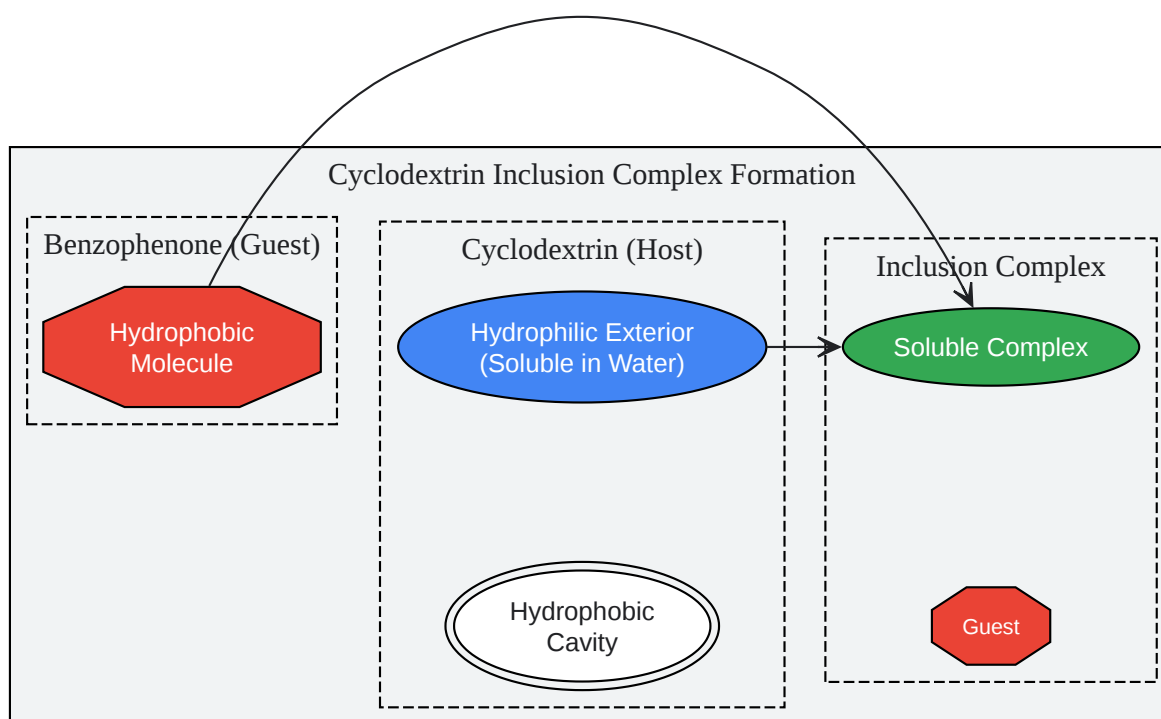 Cyclodextrin Inclusion Complex Formation
Benzophenone (Guest)
Hydrophobic
Molecule
Cyclodextrin (Host)
Hydrophilic Exterior
(Soluble in Water)
Hydrophobic
Cavity
Inclusion Complex
Soluble Complex
Guest